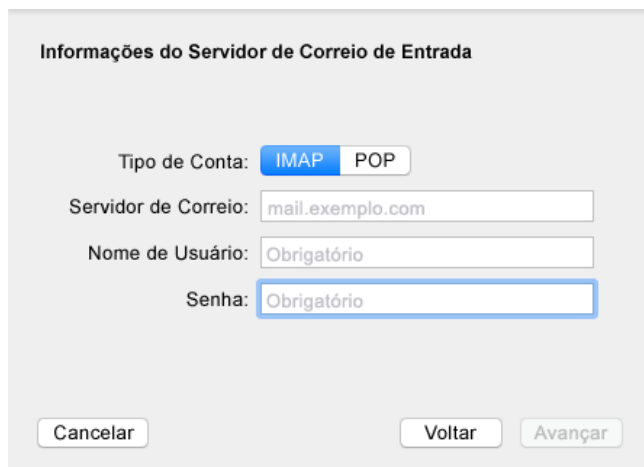 Informações do Servidor de Correio de Entrada
Tipo de Conta: IMAP POP
Servidor de Correio: mail.exemplo.com
Nome de Usuário: Obrigatório
Senha: Obrigatório
Cancelar Voltar Avançar